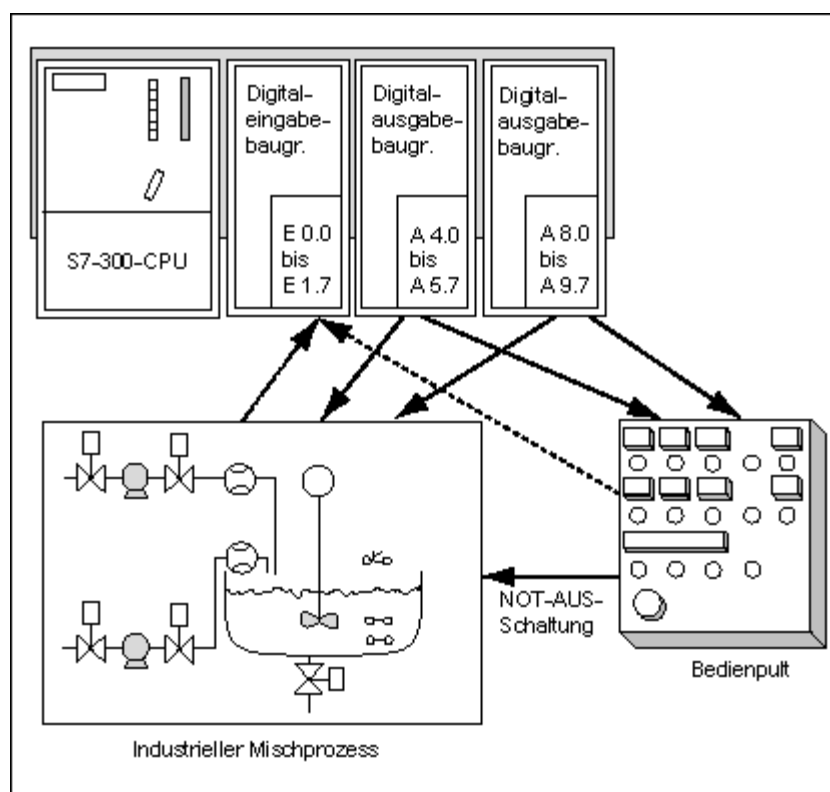 S7-300-CPU
Digital-
eingabe-
baugr.
E 0.0
bis
E 1.7
Digital-
ausgabe-
baugr.
A 4.0
bis
A 5.7
Digital-
ausgabe-
baugr.
A 8.0
bis
A 9.7
NOT-AUS-
Schaltung
Bedienpult
Industrieller Mischprozess